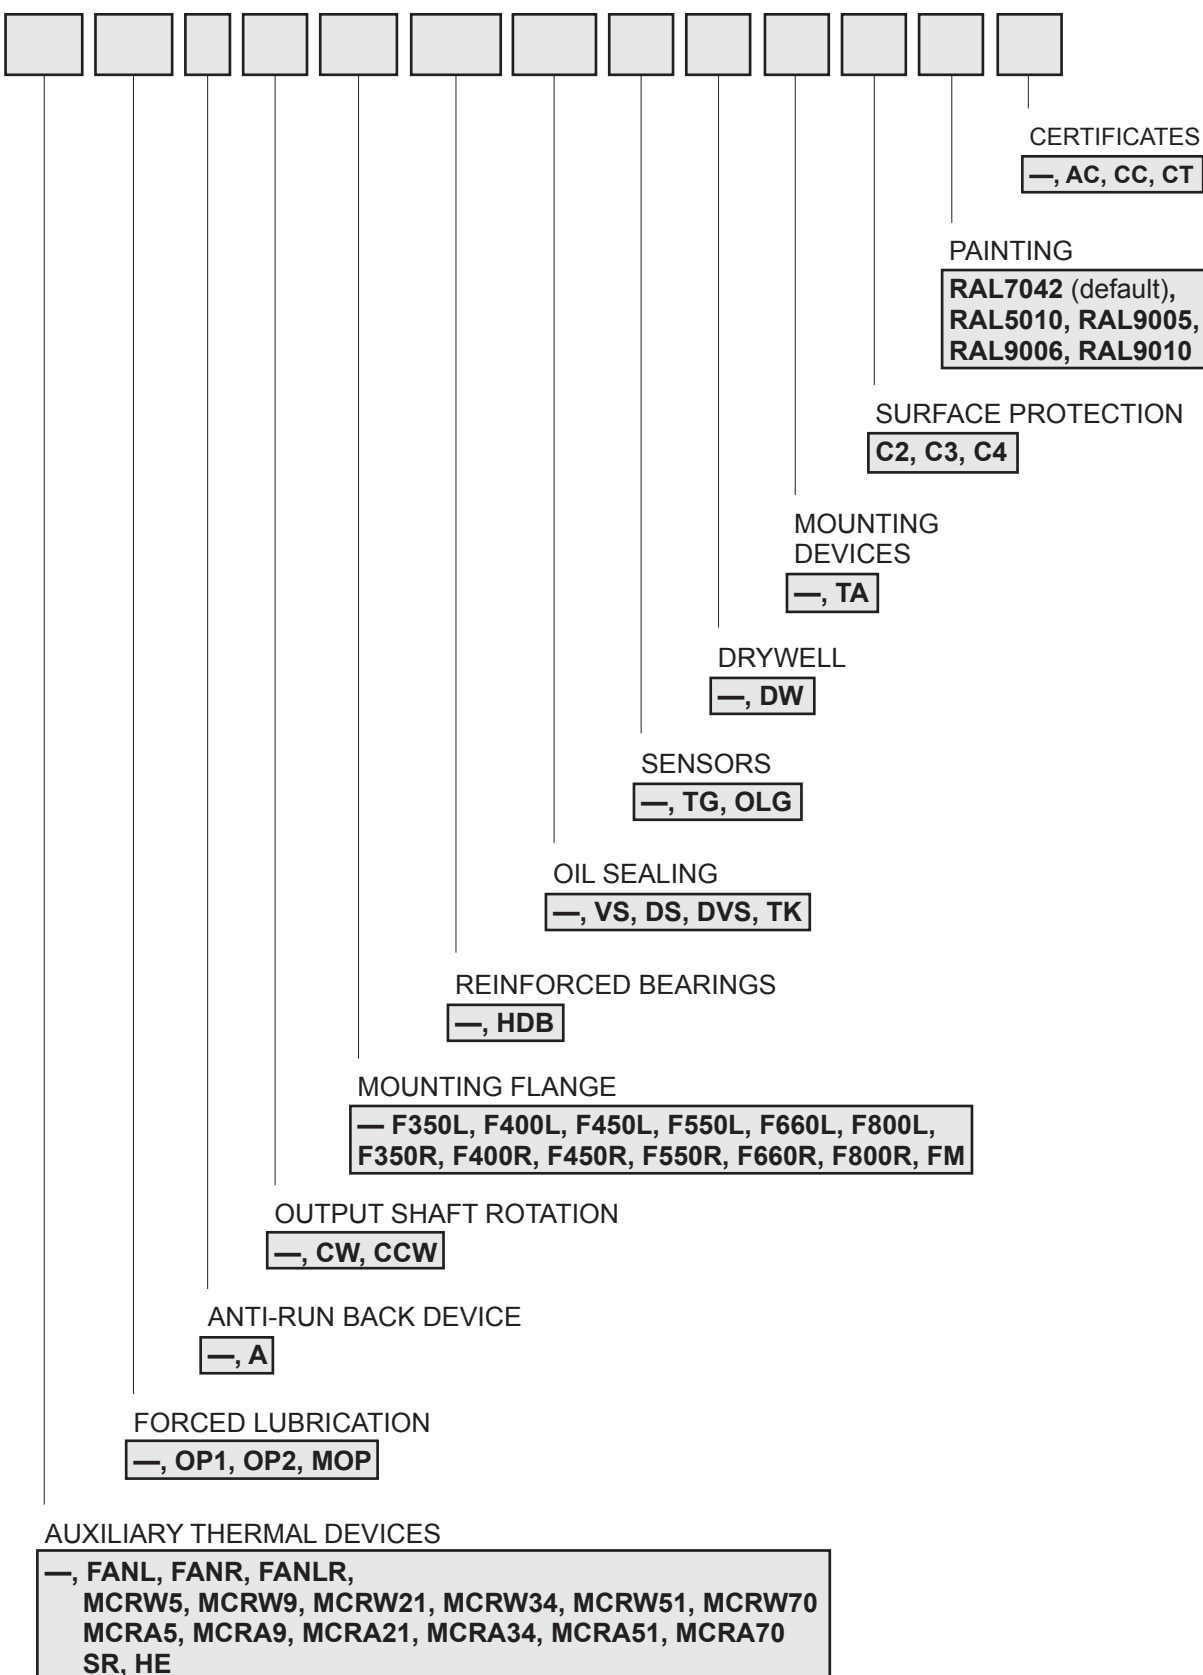 CERTIFICATES
—, AC, CC, CT
PAINTING
RAL7042 (default),
RAL5010, RAL9005,
RAL9006, RAL9010
SURFACE PROTECTION
C2, C3, C4
MOUNTING
DEVICES
—, TA
DRYWELL
—, DW
SENSORS
—, TG, OLG
OIL SEALING
—, VS, DS, DVS, TK
REINFORCED BEARINGS
—, HDB
MOUNTING FLANGE
— F350L, F400L, F450L, F550L, F660L, F800L,
F350R, F400R, F450R, F550R, F660R, F800R, FM
OUTPUT SHAFT ROTATION
—, CW, CCW
ANTI-RUN BACK DEVICE
—, A
FORCED LUBRICATION
—, OP1, OP2, MOP
AUXILIARY THERMAL DEVICES
—, FANL, FANR, FANLR,
MCRW5, MCRW9, MCRW21, MCRW34, MCRW51, MCRW70
MCRA5, MCRA9, MCRA21, MCRA34, MCRA51, MCRA70
SR, HE